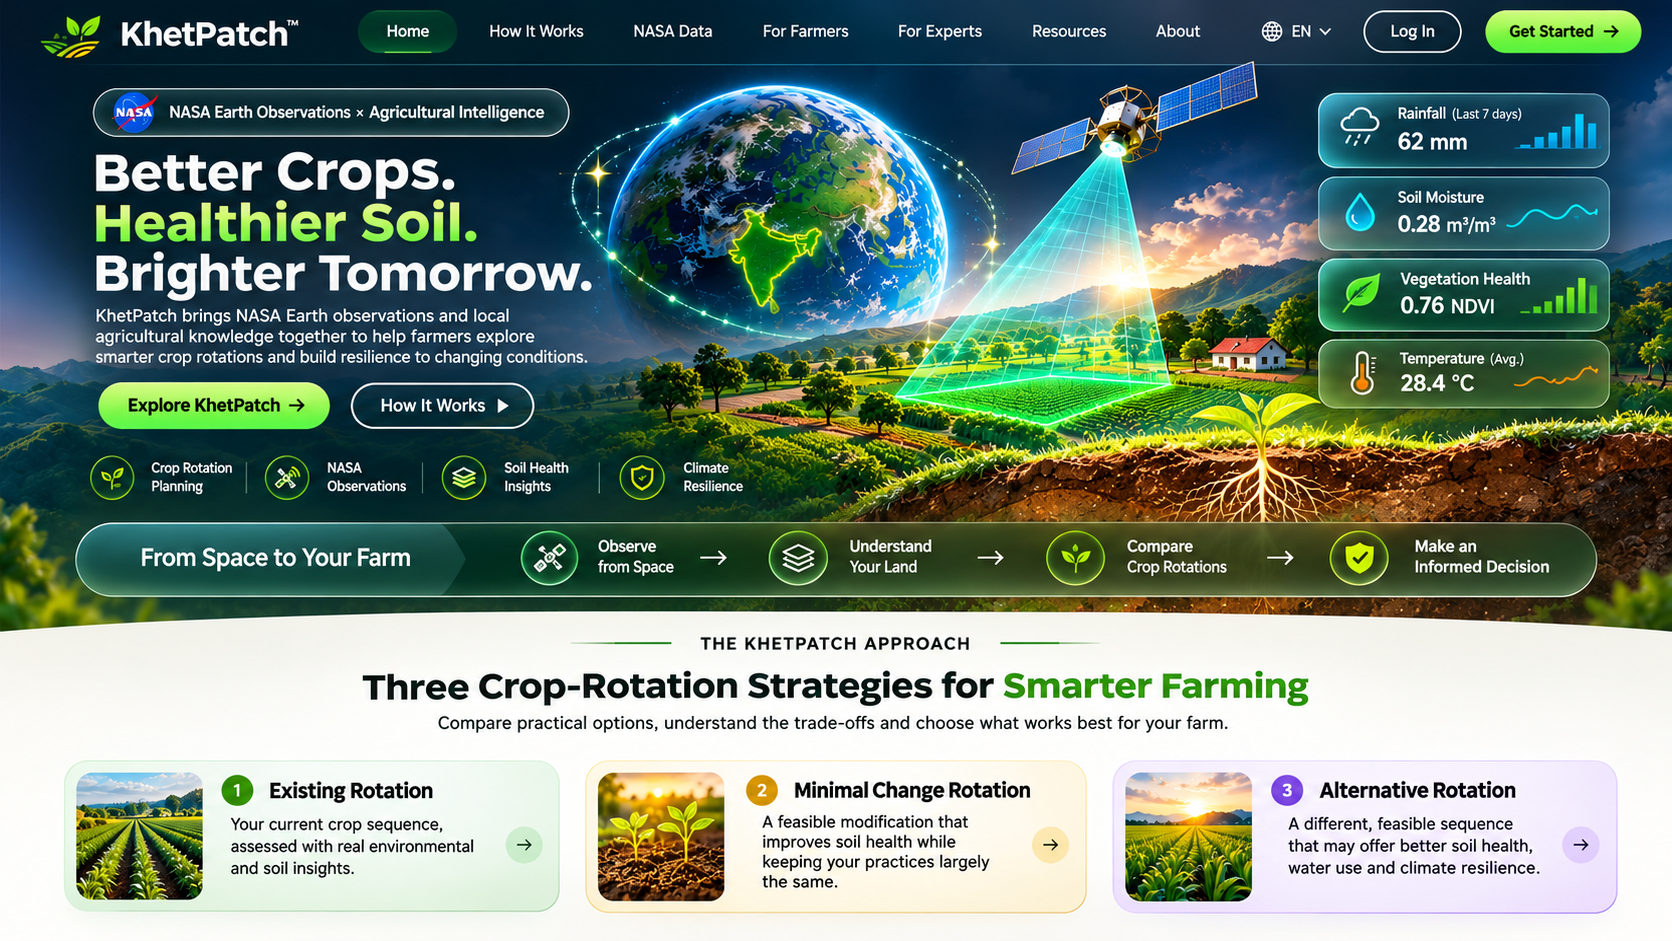 KhetPatch™
Home
How It Works
NASA Data
For Farmers
For Experts
Resources
About
EN
Log In
Get Started →
NASA
NASA Earth Observations × Agricultural Intelligence
Better Crops.
Healthier Soil.
Brighter Tomorrow.
KhetPatch brings NASA Earth observations and local
agricultural knowledge together to help farmers explore
smarter crop rotations and build resilience to changing conditions.
Explore KhetPatch →
How It Works
Rainfall (Last 7 days)
62 mm
Soil Moisture
0.28 m³/m³
Vegetation Health
0.76 NDVI
Temperature (Avg.)
28.4 °C
Crop Rotation
Planning
NASA
Observations
Soil Health
Insights
Climate
Resilience
From Space to Your Farm
Observe
from Space
Understand
Your Land
Compare
Crop Rotations
Make an
Informed Decision
THE KHETPATCH APPROACH
Three Crop-Rotation Strategies for Smarter Farming
Compare practical options, understand the trade-offs and choose what works best for your farm.
1 Existing Rotation
Your current crop sequence,
assessed with real environmental
and soil insights.
2 Minimal Change Rotation
A feasible modification that
improves soil health while
keeping your practices largely
the same.
3 Alternative Rotation
A different, feasible sequence
that may offer better soil health,
water use and climate resilience.